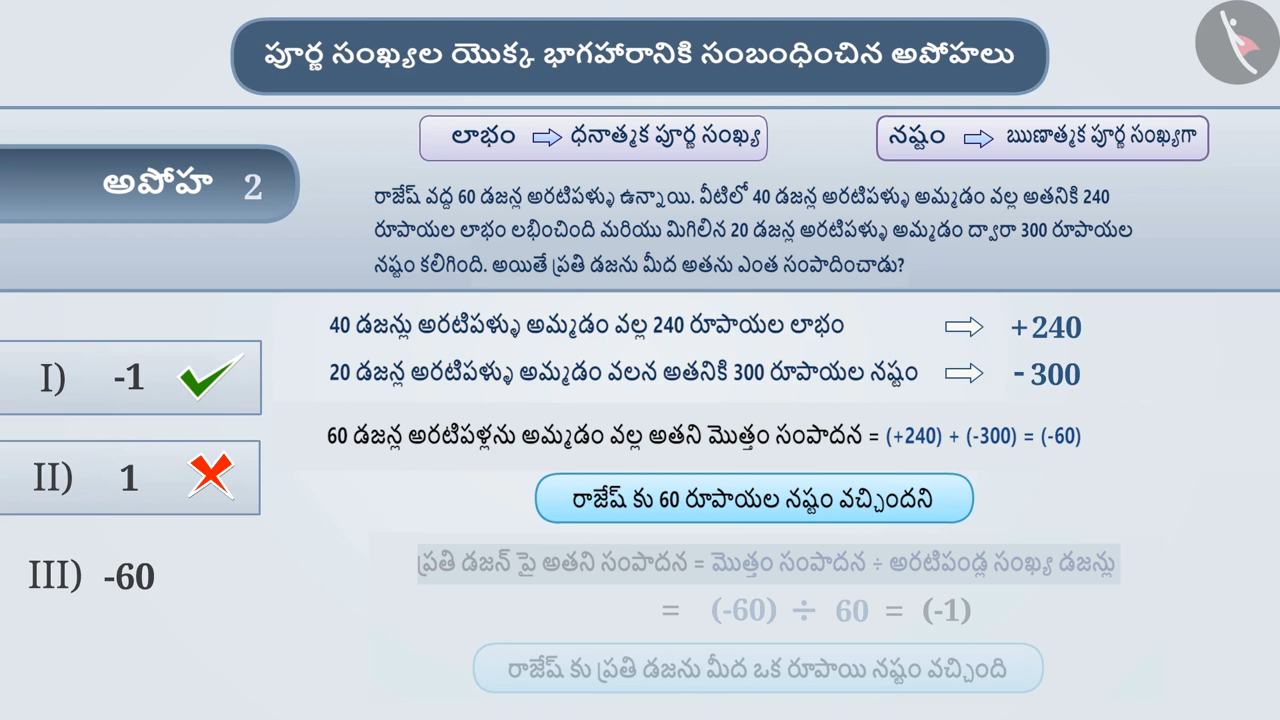 పూర్ణ సంఖ్యల యొక్క భాగహారానికి సంబంధించిన అపోహలు
లాభం ⇨ ధనాత్మక పూర్ణ సంఖ్య
నష్టం ⇨ ఋణాత్మక పూర్ణ సంఖ్యగా
అపోహ 2
రాజేష్ వద్ద 60 డజన్ల అరటిపళ్ళు ఉన్నాయి. వీటిలో 40 డజన్ల అరటిపళ్ళు అమ్మడం వల్ల అతనికి 240
రూపాయల లాభం లభించింది మరియు మిగిలిన 20 డజన్ల అరటిపళ్ళు అమ్మడం ద్వారా 300 రూపాయల
నష్టం కలిగింది. అయితే ప్రతి డజను మీద అతను ఎంత సంపాదించాడు?
40 డజన్లు అరటిపళ్ళు అమ్మడం వల్ల 240 రూపాయల లాభం ⇨ +240
20 డజన్ల అరటిపళ్ళు అమ్మడం వలన అతనికి 300 రూపాయల నష్టం ⇨ -300
I) -1
II) 1
III) -60
60 డజన్ల అరటిపళ్లను అమ్మడం వల్ల అతని మొత్తం సంపాదన = (+240) + (-300) = (-60)
రాజేష్ కు 60 రూపాయల నష్టం వచ్చిందని
ప్రతి డజన్ పై అతని సంపాదన = మొత్తం సంపాదన ÷ అరటిపండ్ల సంఖ్య డజన్లు
= (-60) ÷ 60 = (-1)
రాజేష్ కు ప్రతి డజను మీద ఒక రూపాయి నష్టం వచ్చింది